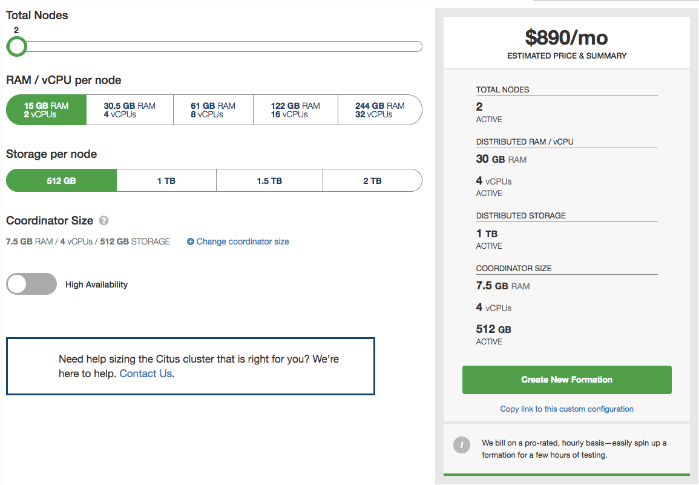 Total Nodes
2
RAM / vCPU per node
15 GB RAM
2 vCPUs
30.5 GB RAM
4 vCPUs
61 GB RAM
8 vCPUs
122 GB RAM
16 vCPUs
244 GB RAM
32 vCPUs
Storage per node
512 GB
1 TB
1.5 TB
2 TB
Coordinator Size ?
7.5 GB RAM / 4 vCPUs / 512 GB STORAGE
Change coordinator size
High Availability
Need help sizing the Citus cluster that is right for you? We're
here to help. Contact Us.
$890/mo
ESTIMATED PRICE & SUMMARY
TOTAL NODES
2
ACTIVE
DISTRIBUTED RAM / vCPU
30 GB RAM
4 vCPUs
ACTIVE
DISTRIBUTED STORAGE
1 TB
ACTIVE
COORDINATOR SIZE
7.5 GB RAM
4 vCPUs
512 GB
ACTIVE
Create New Formation
Copy link to this custom configuration
i
We bill on a pro-rated, hourly basis—easily spin up a
formation for a few hours of testing.